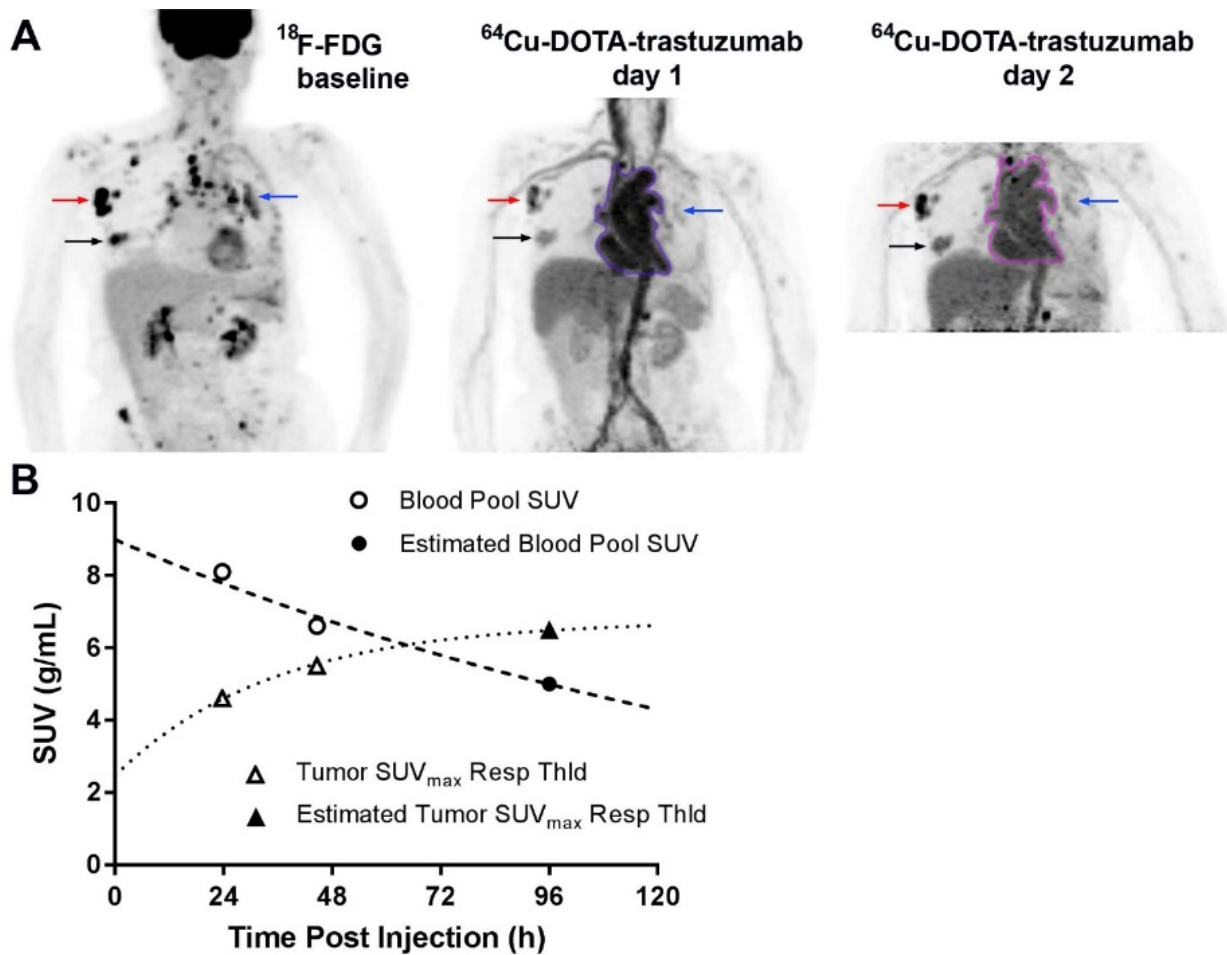 A
18F-FDG
baseline
64Cu-DOTA-trastuzumab
day 1
64Cu-DOTA-trastuzumab
day 2
B
Blood Pool SUV
Estimated Blood Pool SUV
Tumor SUVmax Resp Thld
Estimated Tumor SUVmax Resp Thld
SUV (g/mL)
10
8
6
4
2
0
0 24 48 72 96 120
Time Post Injection (h)